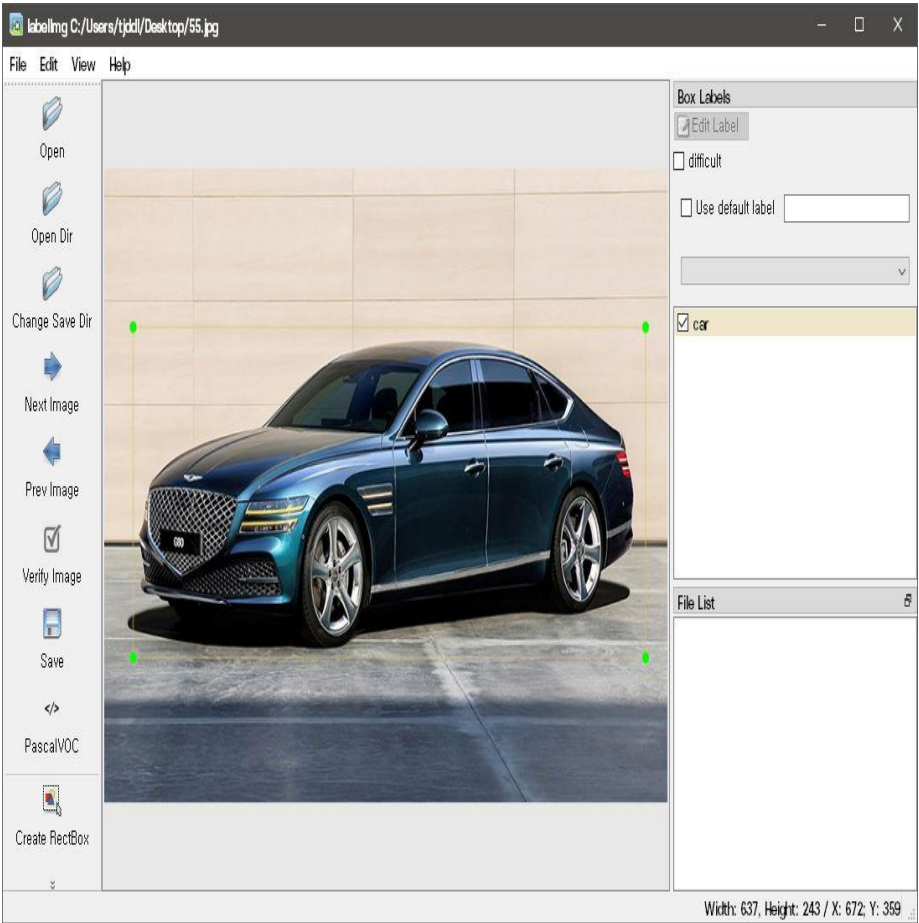 labelImg C:/Users/tjddl/Desktop/55.jpg
File Edit View Help
Open
Open Dir
Change Save Dir
Next Image
Prev Image
Verify Image
Save
</>
PascalVOC
Create RectBox
G80
Box Labels
Edit Label
difficult
Use default label
car
File List
Width: 637, Height: 243 / X: 672; Y: 359